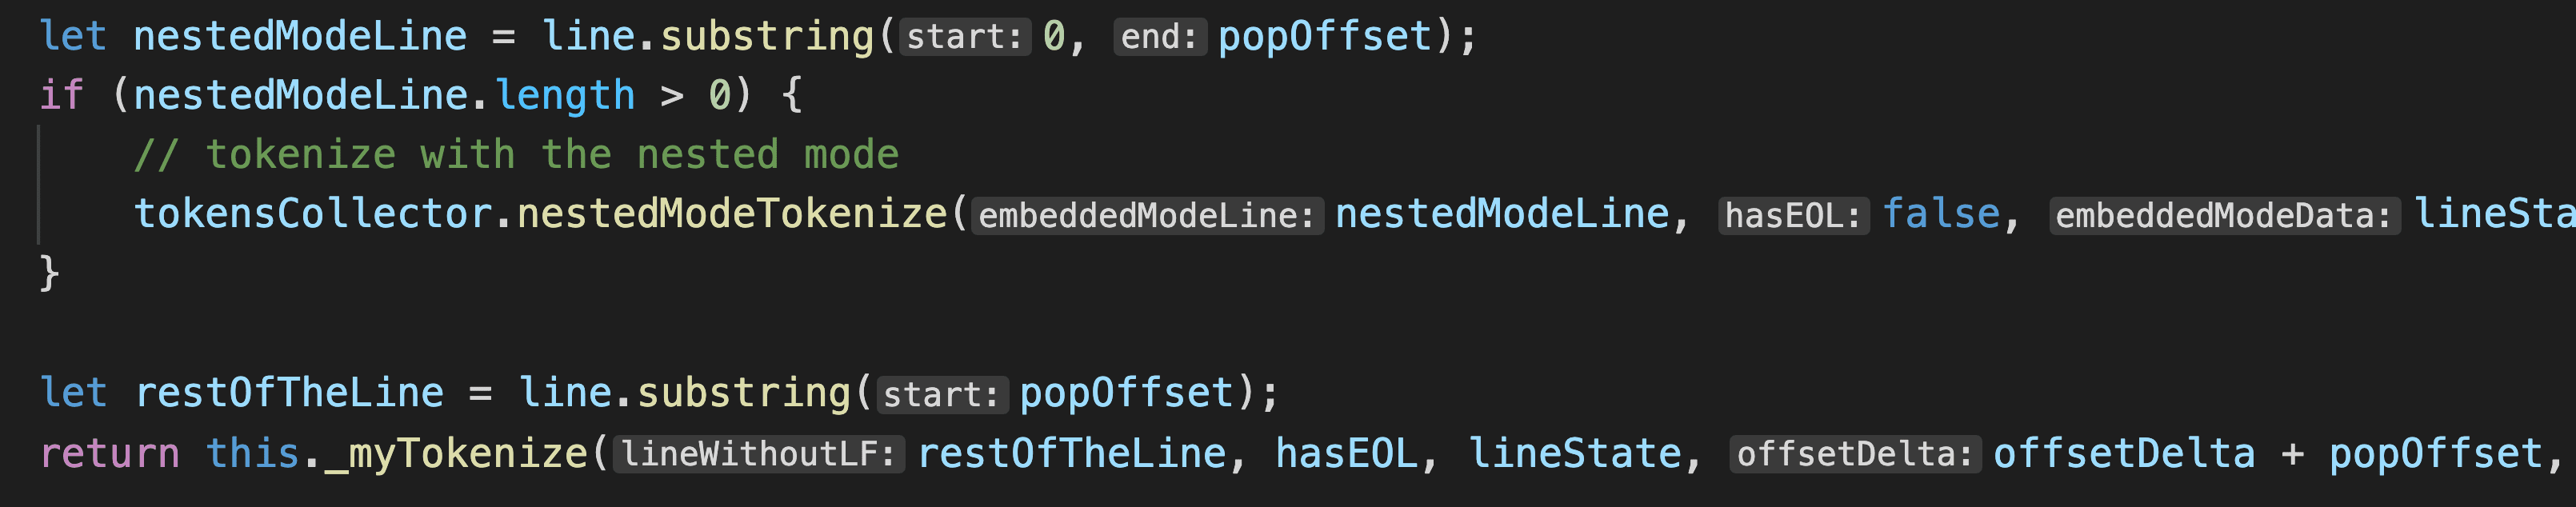 let nestedModeLine = line.substring(start: 0, end: popOffset);
if (nestedModeLine.length > 0) {
// tokenize with the nested mode
tokensCollector.nestedModeTokenize(embeddedModeLine: nestedModeLine, hasEOL: false, embeddedModeData: lineSta
}
let restOfTheLine = line.substring(start: popOffset);
return this._myTokenize(lineWithoutLF: restOfTheLine, hasEOL, lineState, offsetDelta: offsetDelta + popOffset,